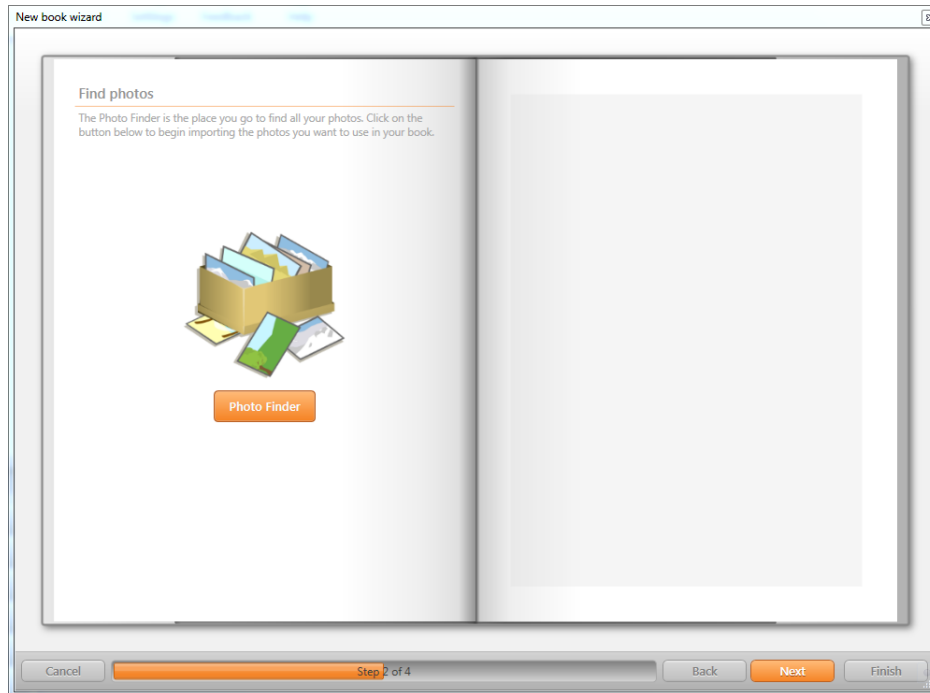 New book wizard
Find photos
The Photo Finder is the place you go to find all your photos. Click on the
button below to begin importing the photos you want to use in your book.
Photo Finder
Cancel
Step 2 of 4
Back
Next
Finish